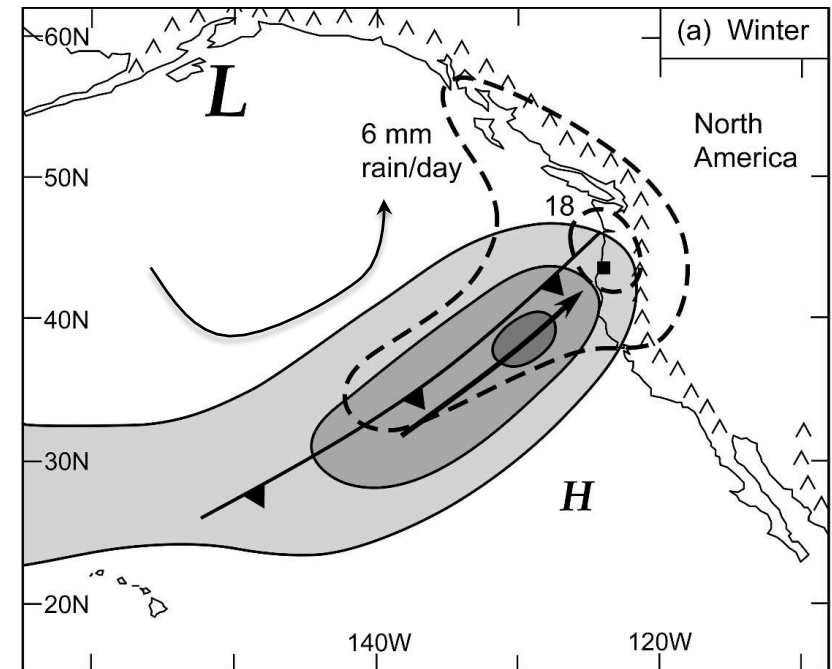 60N
(a) Winter
L
6 mm
rain/day
North
America
50N
18
40N
30N
H
20N
140W
120W